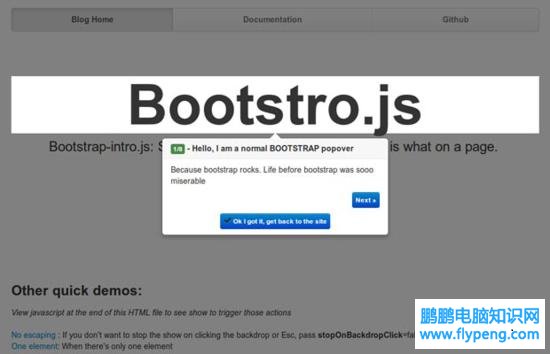 Blog Home
Documentation
Github
Bootstro.js
Bootstrap-intro.js: S
is what on a page.
1/8 - Hello, I am a normal BOOTSTRAP popover
Because bootstrap rocks. Life before bootstrap was sooo
miserable
Next »
Ok I got it, get back to the site
Other quick demos:
View javascript at the end of this HTML file to see show to trigger those actions
No escaping : If you don't want to stop the show on clicking the backdrop or Esc, pass stopOnBackdropClick=fal
One element: When there's only one element
鹏鹏电脑知识网
www.flypeng.com